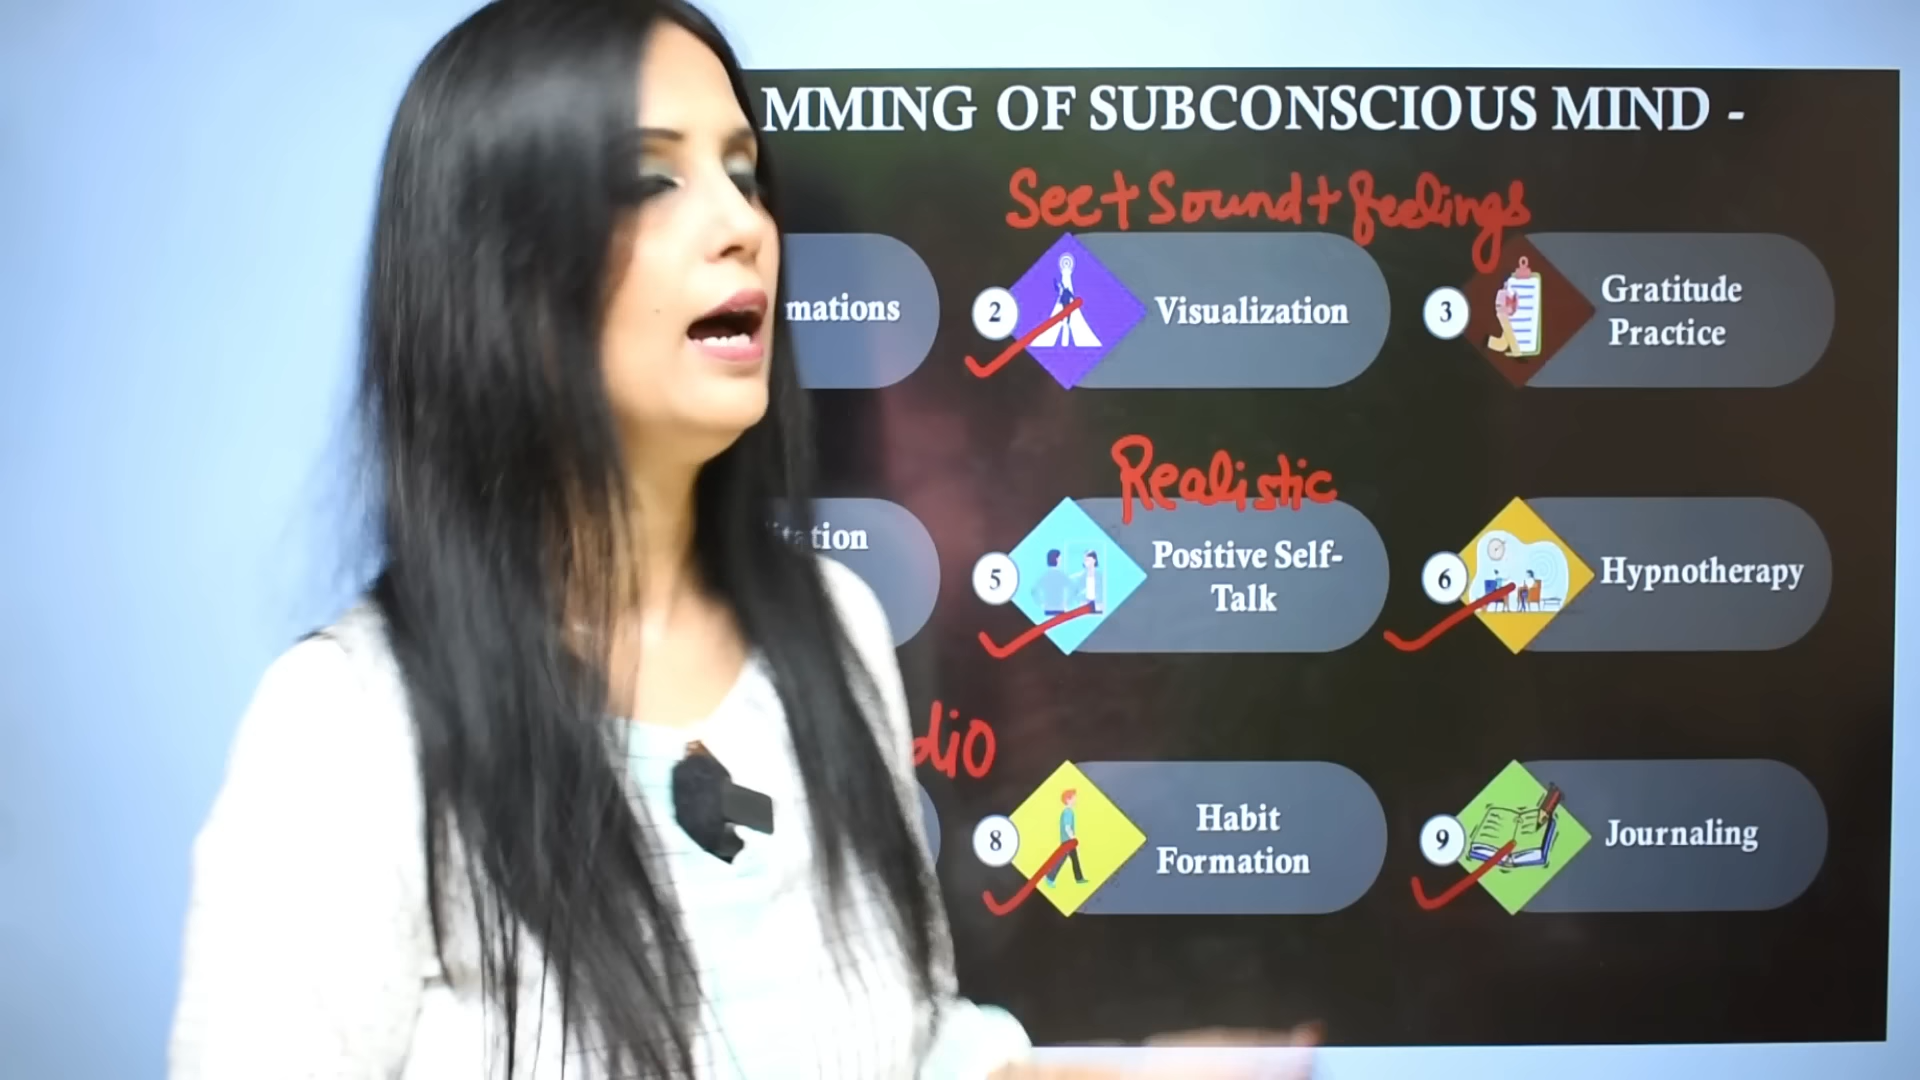 MMING OF SUBCONSCIOUS MIND -
See + Sound + feelings
mations
2
Visualization
3
Gratitude
Practice
Realistic
tation
5
Positive Self-
Talk
6
Hypnotherapy
dio
8
Habit
Formation
9
Journaling